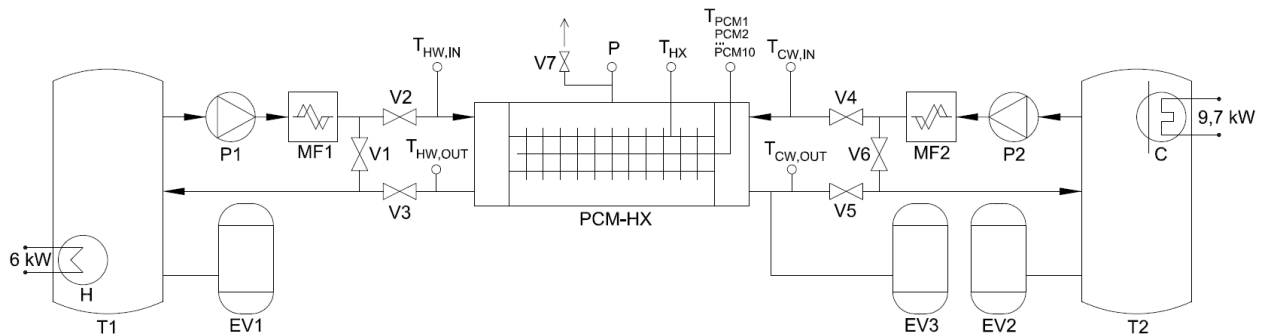 T_HW,IN
V7
P
T_HX
T_PCM1
PCM2
...
PCM10
T_CW,IN
V2
V4
P1
MF1
V1
T_HW,OUT
V3
PCM-HX
T_CW,OUT
V6
V5
MF2
P2
C
9,7 kW
6 kW
H
T1
EV1
EV3
EV2
T2